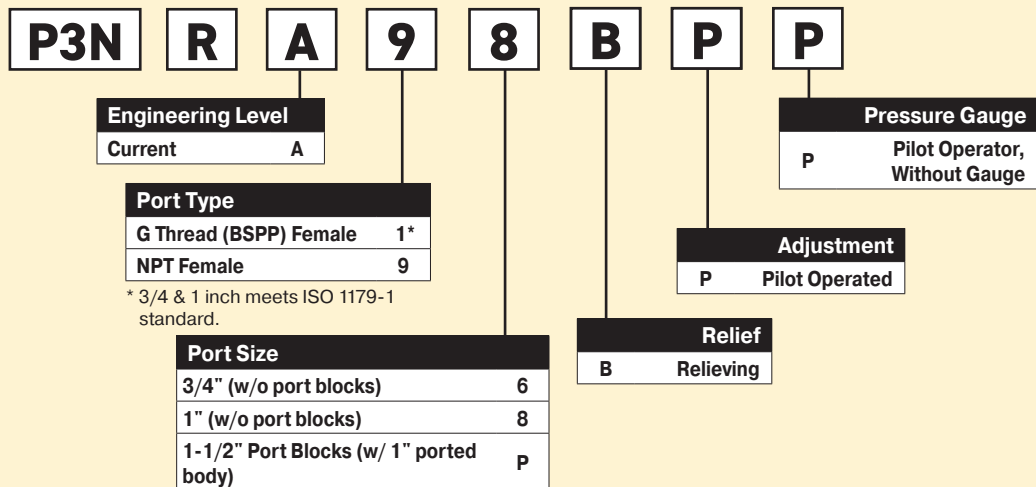 P3N R A 9 8 B P P
Engineering Level
Current A
Port Type
G Thread (BSPP) Female 1*
NPT Female 9
* 3/4 & 1 inch meets ISO 1179-1
standard.
Port Size
3/4" (w/o port blocks) 6
1" (w/o port blocks) 8
1-1/2" Port Blocks (w/ 1" ported
body) P
Relief
B Relieving
Adjustment
P Pilot Operated
Pressure Gauge
P Pilot Operator,
Without Gauge